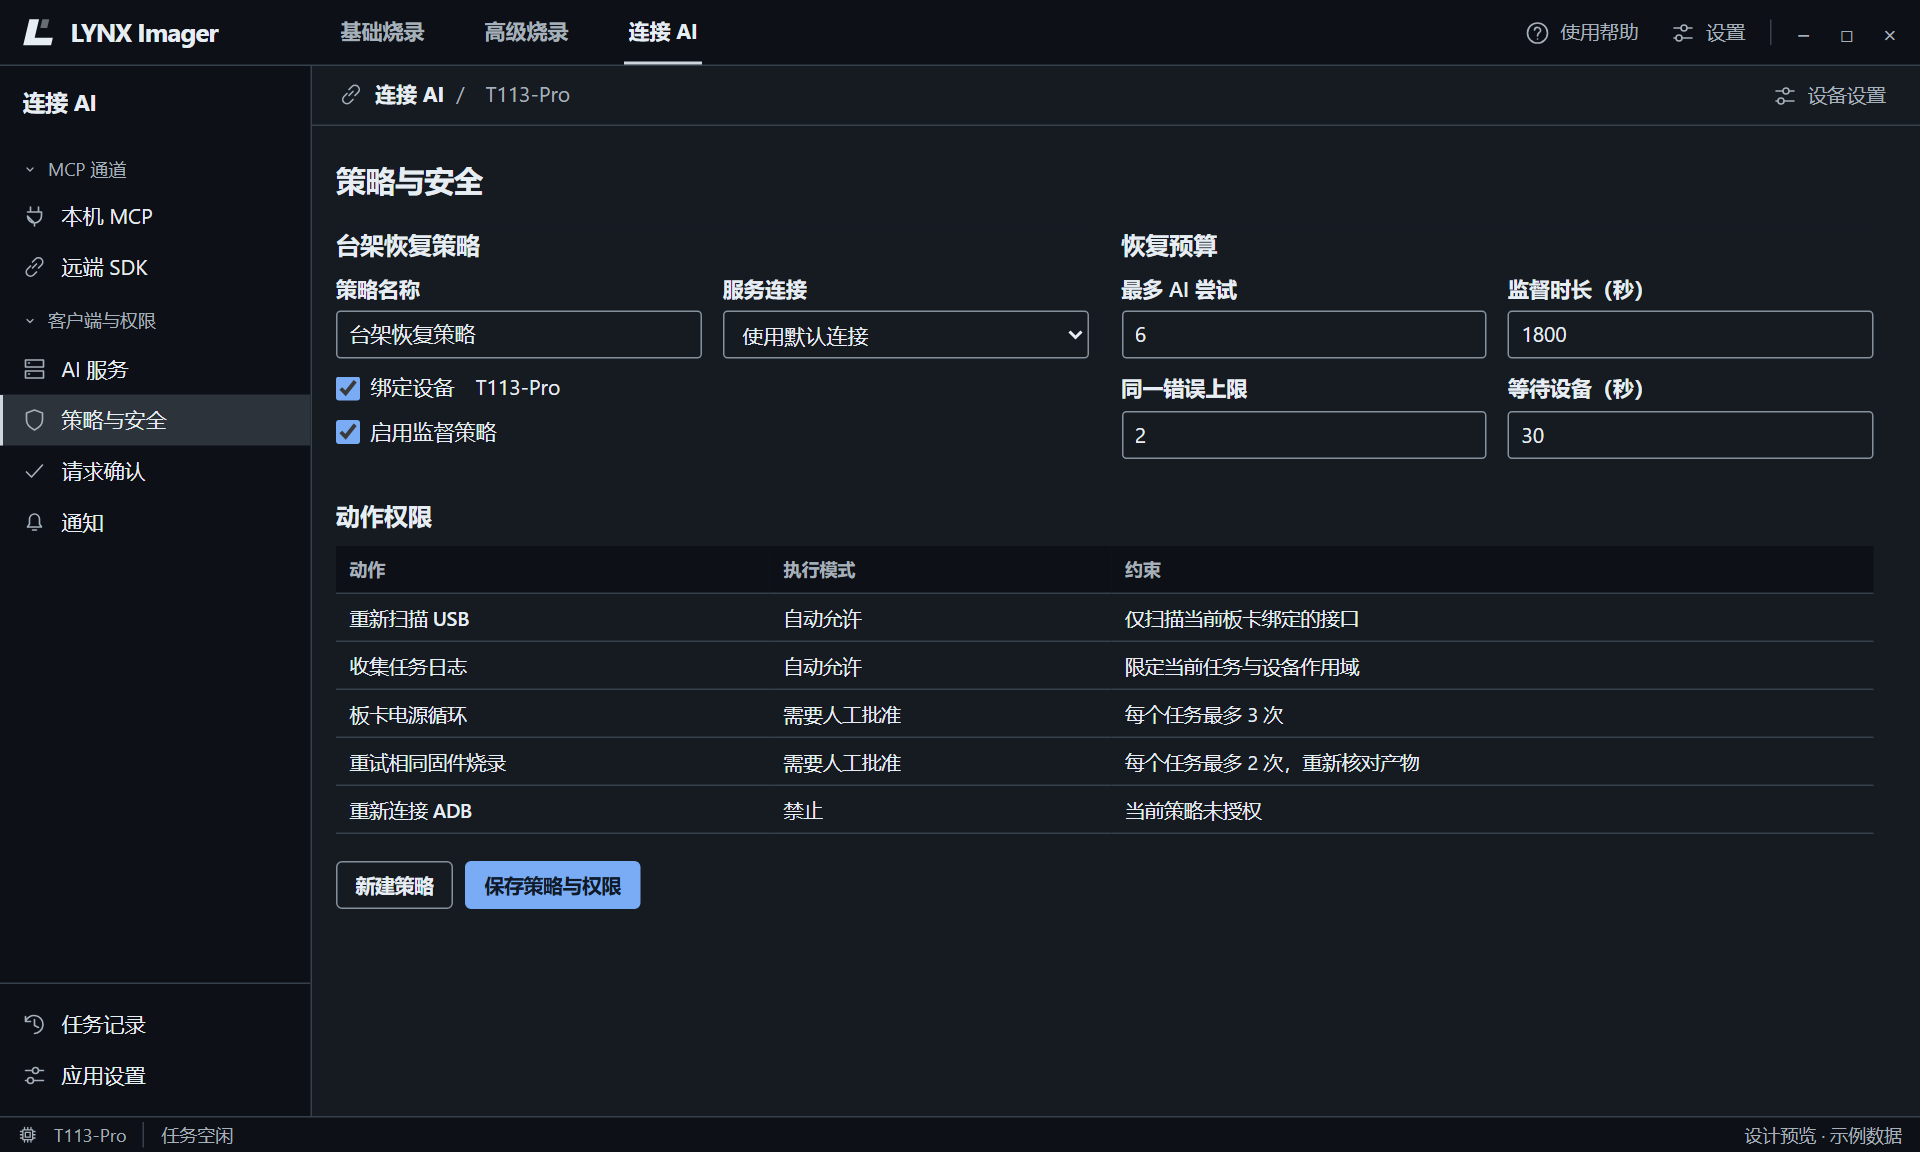 LYNX Imager
基础烧录
高级烧录
连接 AI
使用帮助
设置
连接 AI
MCP 通道
本机 MCP
远端 SDK
客户端与权限
AI 服务
策略与安全
请求确认
通知
任务记录
应用设置
连接 AI / T113-Pro
设备设置
策略与安全
台架恢复策略
策略名称
服务连接
台架恢复策略
使用默认连接
绑定设备 T113-Pro
启用监督策略
恢复预算
最多 AI 尝试
监督时长（秒）
6
1800
同一错误上限
等待设备（秒）
2
30
动作权限
动作 执行模式 约束
重新扫描 USB 自动允许 仅扫描当前板卡绑定的接口
收集任务日志 自动允许 限定当前任务与设备作用域
板卡电源循环 需要人工批准 每个任务最多 3 次
重试相同固件烧录 需要人工批准 每个任务最多 2 次，重新核对产物
重新连接 ADB 禁止 当前策略未授权
新建策略
保存策略与权限
T113-Pro
任务空闲
设计预览 · 示例数据